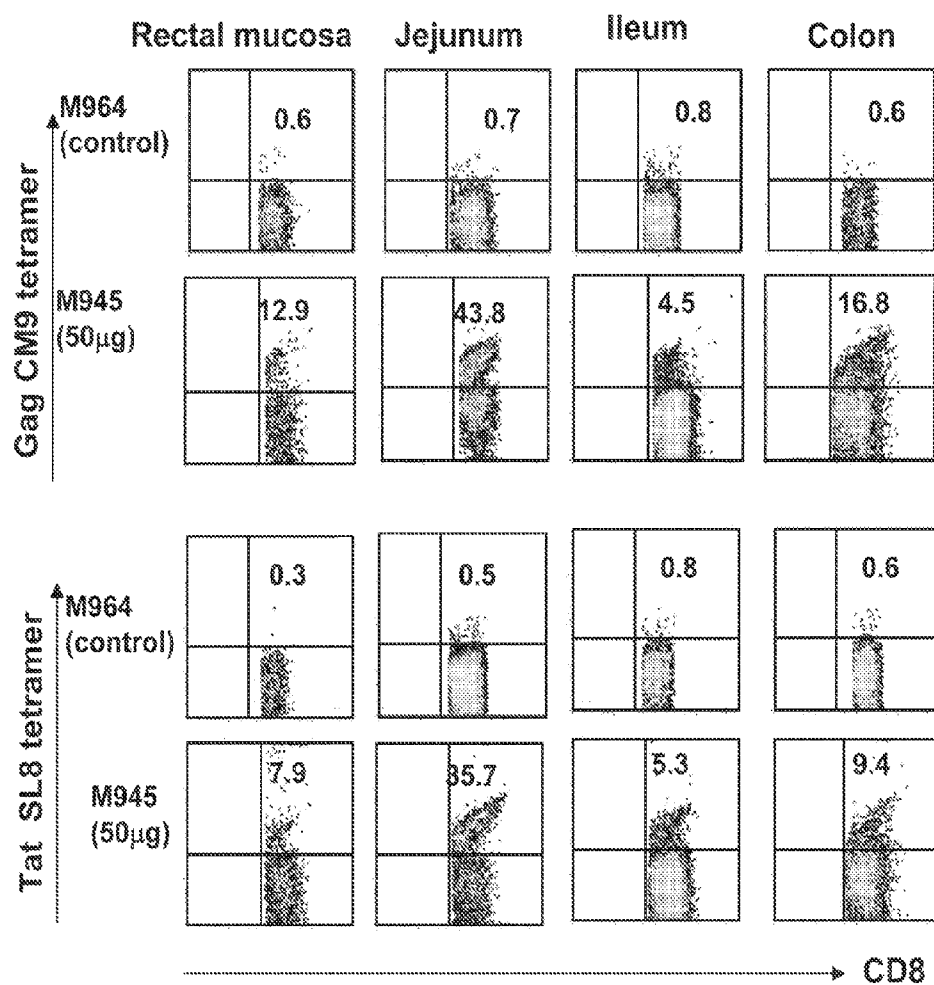 Rectal mucosa Jejunum Ileum Colon
Gag CM9 tetramer
M964
(control)
0.6 0.7 0.8 0.6
M945
(50µg)
12.9 43.8 4.5 16.8
Tat SL8 tetramer
M964
(control)
0.3 0.5 0.8 0.6
M945
(50µg)
7.9 35.7 5.3 9.4
CD8